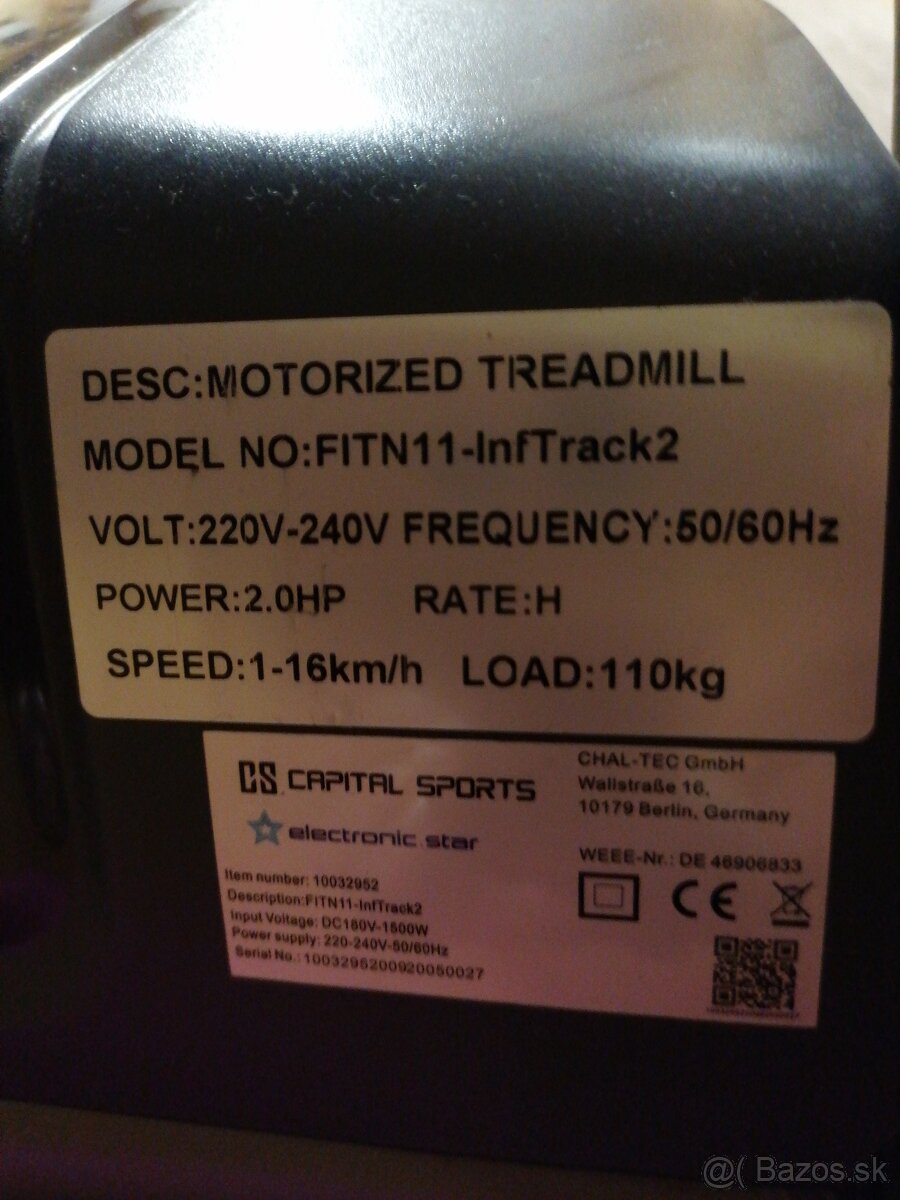 DESC:MOTORIZED TREADMILL
MODEL NO:FITN11-InfTrack2
VOLT:220V-240V FREQUENCY:50/60Hz
POWER:2.0HP RATE:H
SPEED:1-16km/h LOAD:110kg
CS CAPITAL SPORTS
electronic star
Item number: 10032952
Description:FITN11-InfTrack2
Input Voltage: DC180V-1500W
Power supply: 220-240V-50/60Hz
Serial No.: 1003295200920050027
CHAL-TEC GmbH
Wallstraße 16,
10179 Berlin, Germany
WEEE-Nr.: DE 46906833
CE
@( Bazos.sk